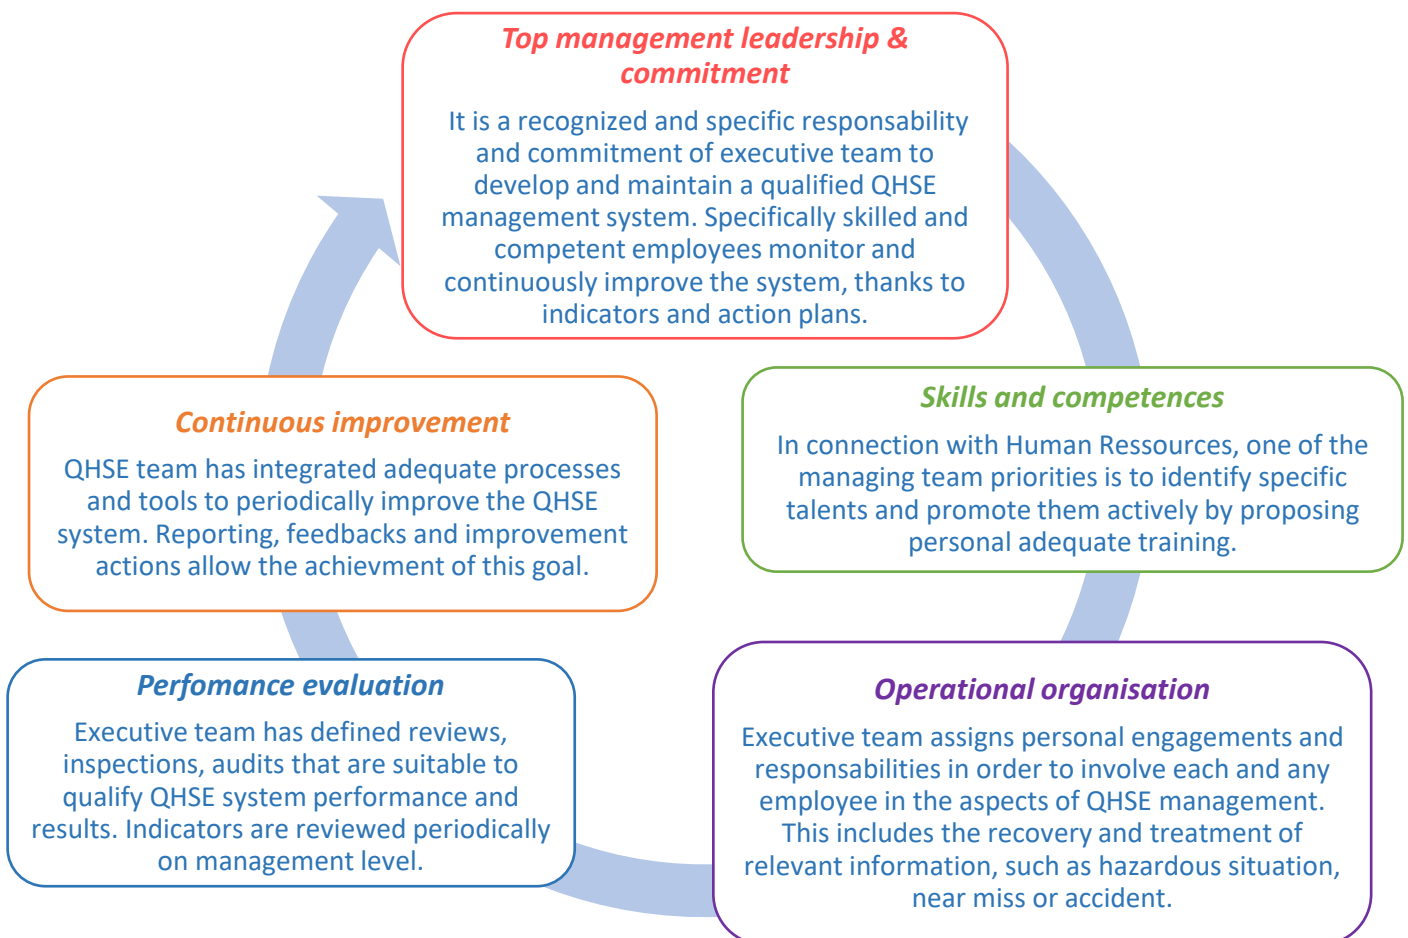 Top management leadership &
commitment
It is a recognized and specific responsability
and commitment of executive team to
develop and maintain a qualified QHSE
management system. Specifically skilled and
competent employees monitor and
continuously improve the system, thanks to
indicators and action plans.
Skills and competences
In connection with Human Ressources, one of the
managing team priorities is to identify specific
talents and promote them actively by proposing
personal adequate training.
Operational organisation
Executive team assigns personal engagements and
responsabilities in order to involve each and any
employee in the aspects of QHSE management.
This includes the recovery and treatment of
relevant information, such as hazardous situation,
near miss or accident.
Perfomance evaluation
Executive team has defined reviews,
inspections, audits that are suitable to
qualify QHSE system performance and
results. Indicators are reviewed periodically
on management level.
Continuous improvement
QHSE team has integrated adequate processes
and tools to periodically improve the QHSE
system. Reporting, feedbacks and improvement
actions allow the achievment of this goal.